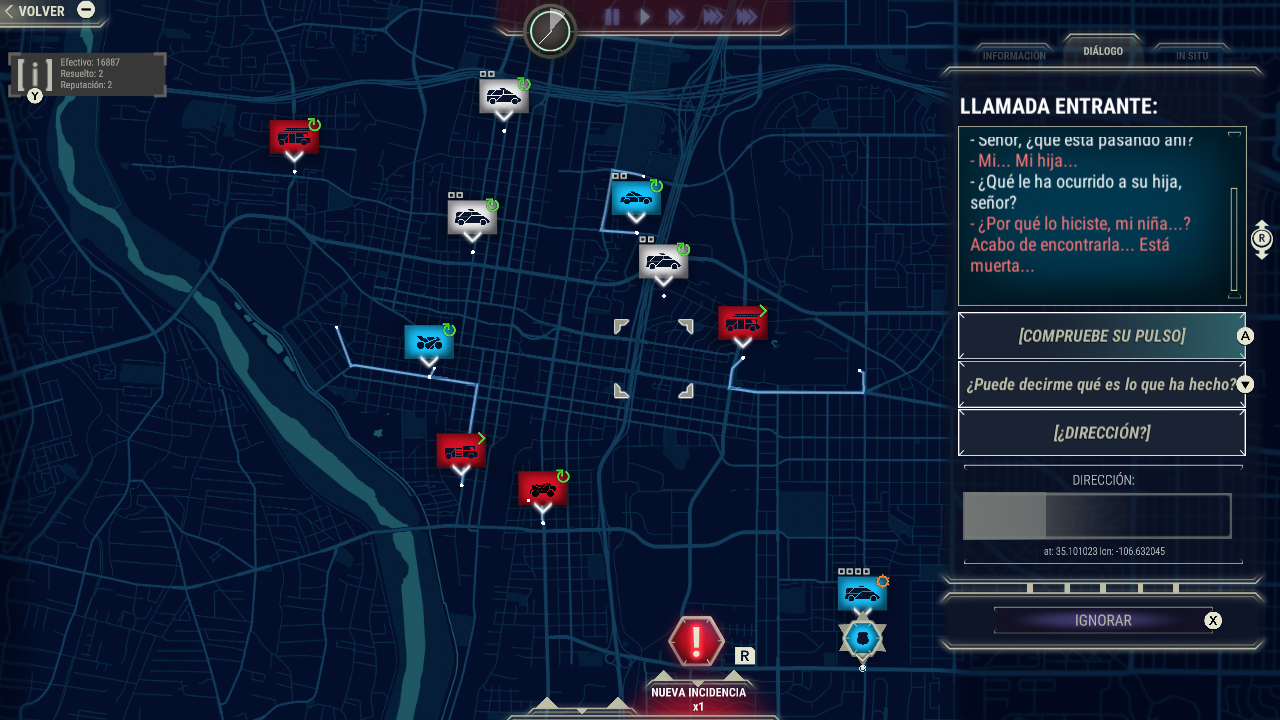 VOLVER
Efectivo: 16887
Resuelto: 2
Reputación: 2
Y
INFORMACIÓN
DIÁLOGO
IN SITU
LLAMADA ENTRANTE:
- Señor, ¿qué está pasando ahí?
- Mi... Mi hija...
- ¿Qué le ha ocurrido a su hija,
señor?
- ¿Por qué lo hiciste, mi niña...?
Acabo de encontrarla... Está
muerta...
R
[COMPRUEBE SU PULSO]
A
¿Puede decirme qué es lo que ha hecho?
[¿DIRECCIÓN?]
DIRECCIÓN:
at: 35.101023 lon: -106.632045
IGNORAR
X
!
R
NUEVA INCIDENCIA
x1